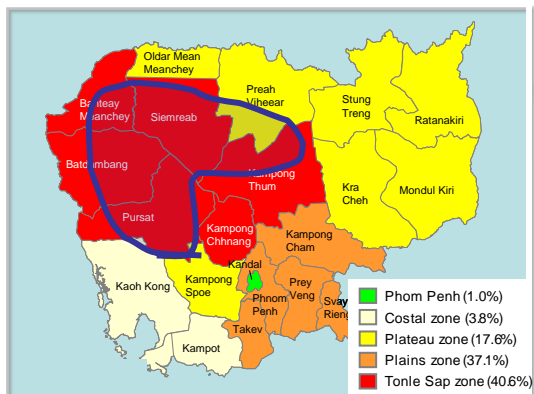 Oldar Mean
Meanchey
Preah
Viheear
Banteay
Meanchey
Siemreab
Stung
Treng
Ratanakiri
Batdambang
Kampong
Thum
Kra
Cheh
Mondul Kiri
Pursat
Kampong
Chhnang
Kampong
Cham
Kandal
Kaoh Kong
Kampong
Spoe
Phnom
Penh
Prey
Veng
Svay
Rieng
Takev
Kampot
Phom Penh (1.0%)
Costal zone (3.8%)
Plateau zone (17.6%)
Plains zone (37.1%)
Tonle Sap zone (40.6%)